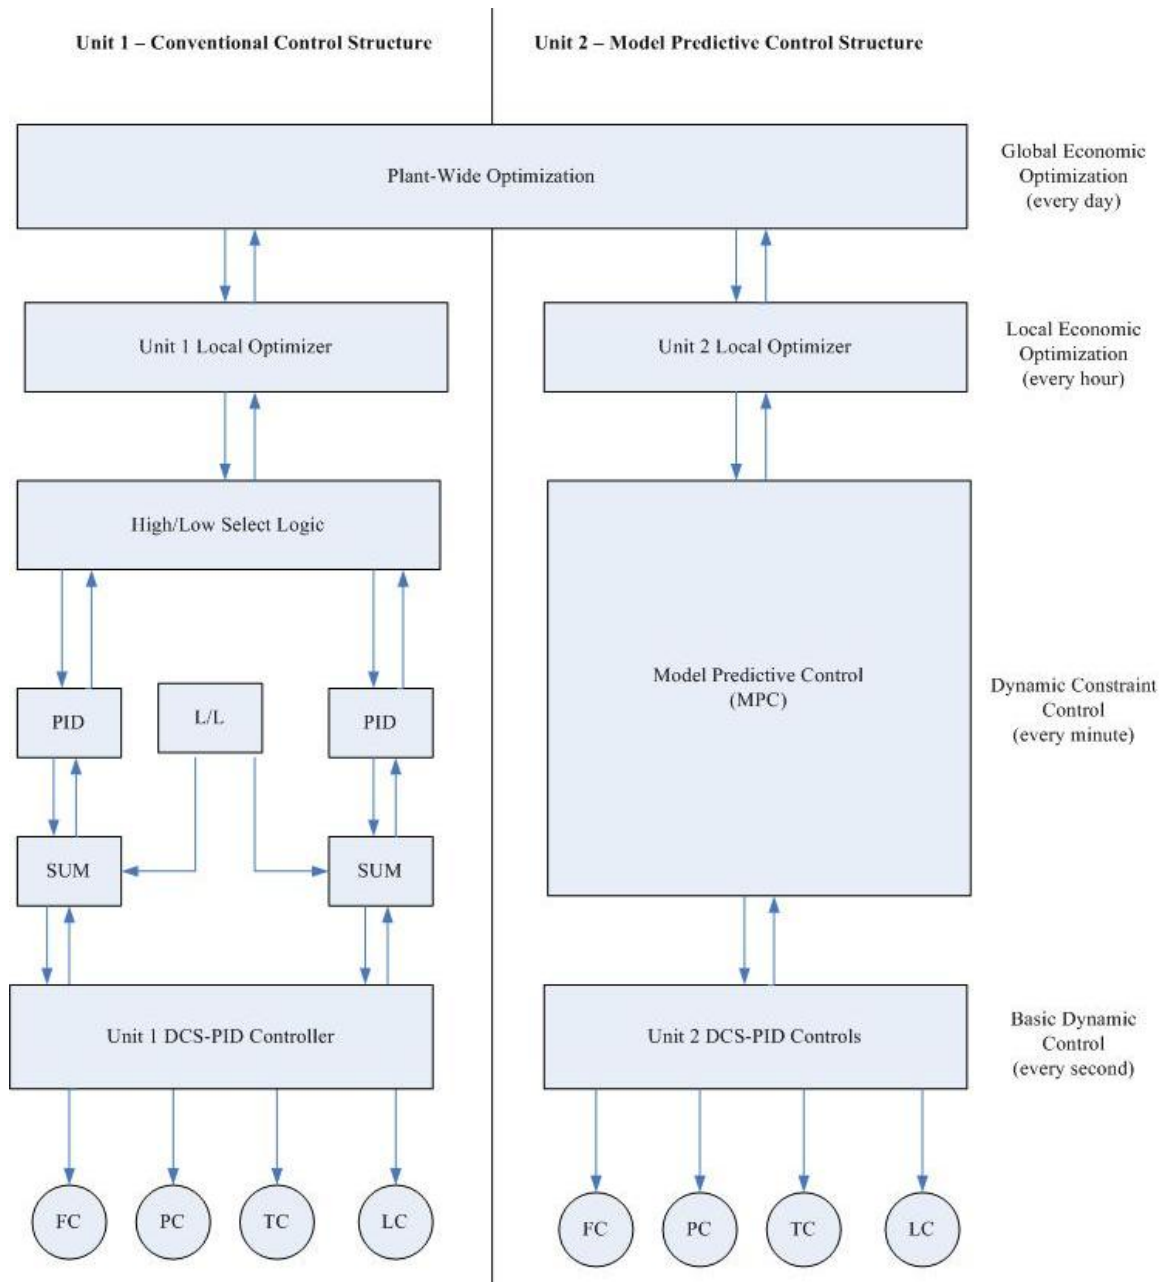 Unit 1 – Conventional Control Structure
Unit 2 – Model Predictive Control Structure
Plant-Wide Optimization
Global Economic
Optimization
(every day)
Unit 1 Local Optimizer
Unit 2 Local Optimizer
Local Economic
Optimization
(every hour)
High/Low Select Logic
PID
L/L
PID
SUM
SUM
Model Predictive Control
(MPC)
Dynamic Constraint
Control
(every minute)
Unit 1 DCS-PID Controller
Unit 2 DCS-PID Controls
Basic Dynamic
Control
(every second)
FC
PC
TC
LC
FC
PC
TC
LC